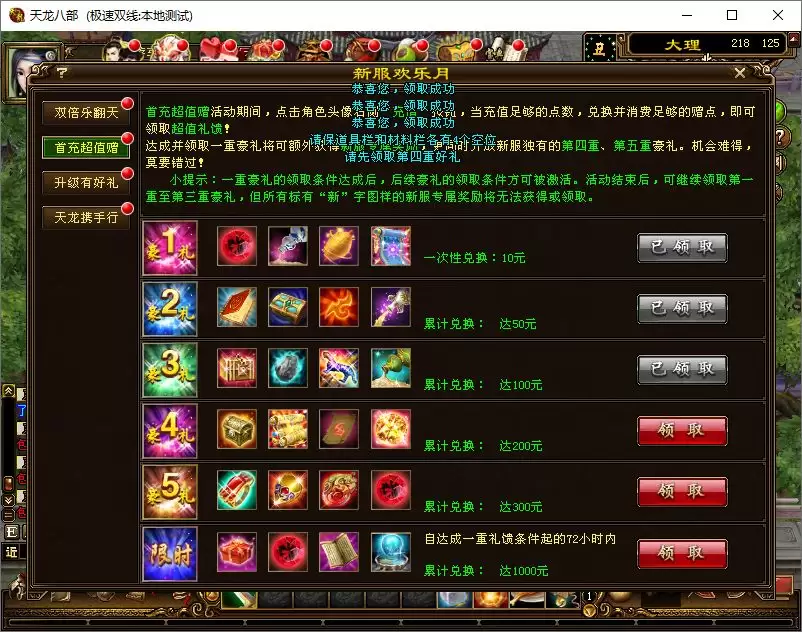 天龙八部 (极速双线:本地测试)
丑
大理 218 125
?
新服欢乐月
恭喜您，领取成功
恭喜您，领取成功
恭喜您，领取成功
请先领取第四重好礼
双倍乐翻天
首充超值赠
升级有好礼
天龙携手行
首充超值赠活动期间，点击角色头像右侧，当充值足够的点数，兑换并消费足够的赠点，即可
领取超值礼赠！
达成并领取一重豪礼将可额外获得新服独有的第四重、第五重豪礼。机会难得，
莫要错过！
小提示：一重豪礼的领取条件达成后，后续豪礼的领取条件方可被激活。活动结束后，可继续领取第一
重至第三重豪礼，但所有标有“新”字图样的新服专属奖励将无法获得或领取。
豪1礼
一次性兑换：10元
已领取
豪2礼
累计兑换： 达50元
已领取
豪3礼
累计兑换： 达100元
已领取
豪4礼
累计兑换： 达200元
领取
豪5礼
累计兑换： 达300元
领取
限时
自达成一重礼馈条件起的72小时内
累计兑换： 达1000元
领取
近
1